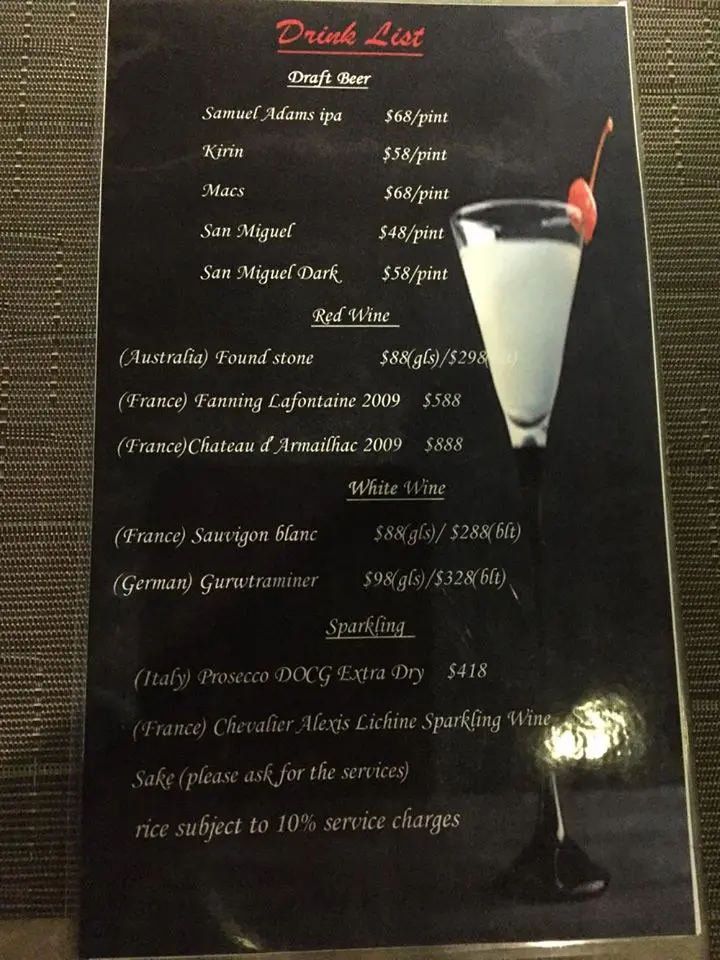 Drink List
Draft Beer
Samuel Adams ipa $68/pint
Kirin $58/pint
Macs $68/pint
San Miguel $48/pint
San Miguel Dark $58/pint
Red Wine
(Australia) Found stone $88(gls)/$298
(France) Fanning Lafontaine 2009 $588
(France)Chateau d'Armailhac 2009 $888
White Wine
(France) Sauvigon blanc $88(gls)/ $288(blt)
(German) Gurwtraminer $98(gls)/$328(blt)
Sparkling
(Italy) Prosecco DOCG Extra Dry $418
(France) Chevalier Alexis Lichine Sparkling Wine
Sake (please ask for the services)
rice subject to 10% service charges